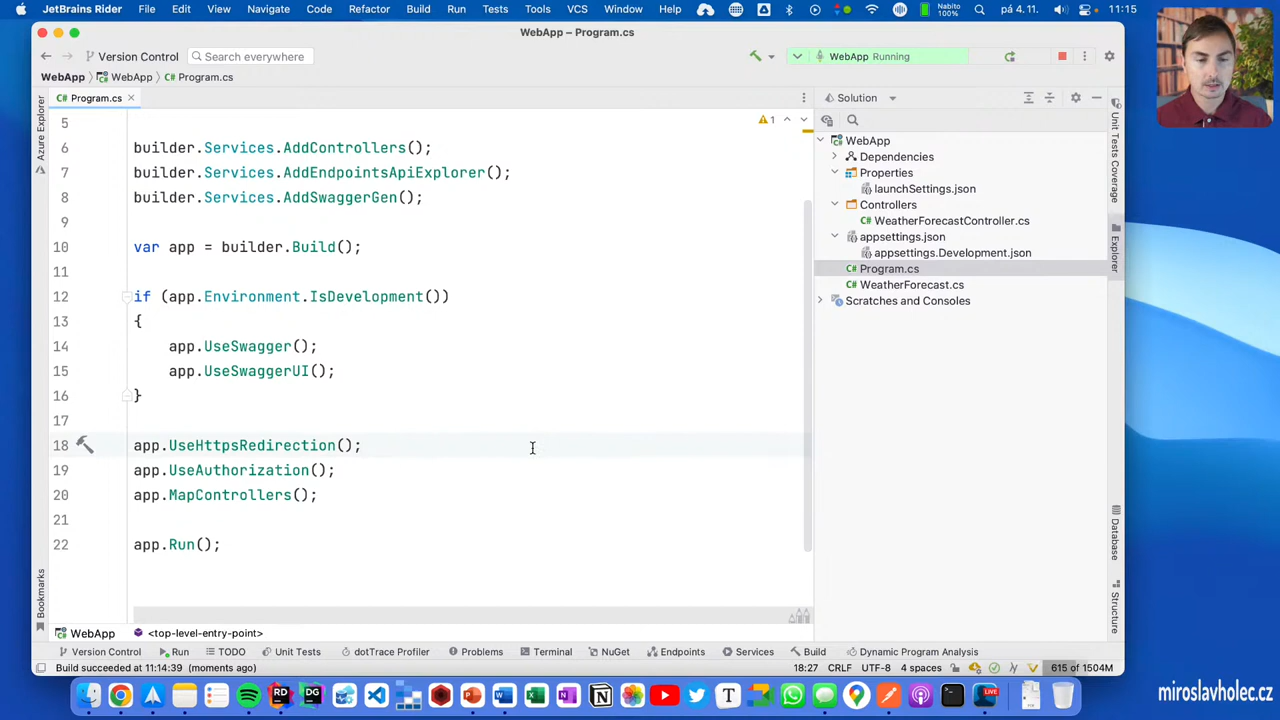 JetBrains Rider File Edit View Navigate Code Refactor Build Run Tests Tools VCS Window Help Nabito 100% pá 4.11. 11:15
WebApp – Program.cs
Version Control Search everywhere WebApp Running
WebApp WebApp Program.cs
Program.cs
Solution
Azure Explorer
Bookmarks
5
6 builder.Services.AddControllers();
7 builder.Services.AddEndpointsApiExplorer();
8 builder.Services.AddSwaggerGen();
9
10 var app = builder.Build();
11
12 if (app.Environment.IsDevelopment())
13 {
14 app.UseSwagger();
15 app.UseSwaggerUI();
16 }
17
18 app.UseHttpsRedirection();
19 app.UseAuthorization();
20 app.MapControllers();
21
22 app.Run();
1
WebApp
Dependencies
Properties
launchSettings.json
Controllers
WeatherForecastController.cs
appsettings.json
appsettings.Development.json
Program.cs
WeatherForecast.cs
Scratches and Consoles
Unit Tests Coverage
Explorer
Database
Structure
WebApp <top-level-entry-point>
Version Control Run TODO Unit Tests dotTrace Profiler Problems Terminal NuGet Endpoints Services Build Dynamic Program Analysis
Build succeeded at 11:14:39 (moments ago) 18:27 CRLF UTF-8 4 spaces 615 of 1504M
miroslavholec.cz